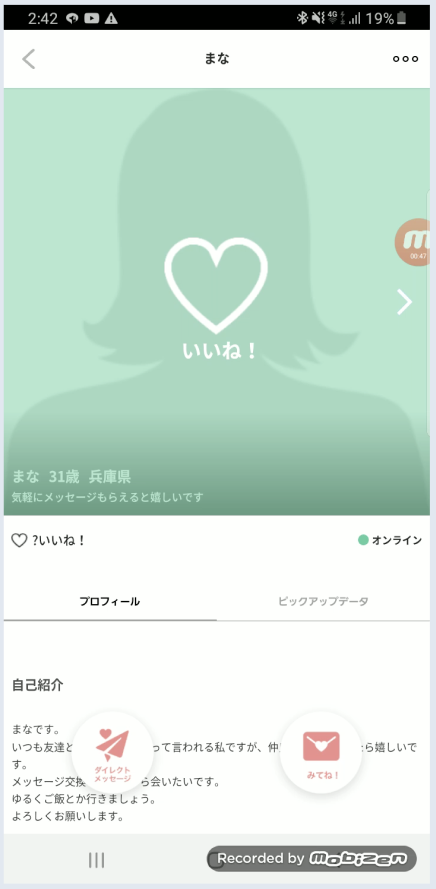 2:42
4G
19%
まな
00:47
いいね！
まな 31歳 兵庫県
気軽にメッセージもらえると嬉しいです
?いいね！
オンライン
プロフィール
ピックアップデータ
自己紹介
まなです。
いつも友達と
って言われる私ですが、仲
たら嬉しいで
す。
メッセージ交換
ら会いたいです。
ゆるくご飯とか行きましょう。
よろしくお願いします。
ダイレクト
メッセージ
みてね！
Recorded by mobizen